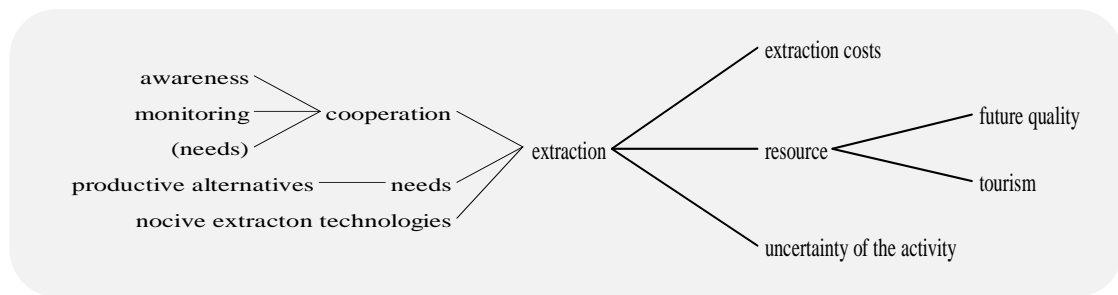 extraction costs
awareness
monitoring
cooperation
future quality
(needs)
extraction
resource
productive alternatives
needs
tourism
nocive extracton technologies
uncertainty of the activity